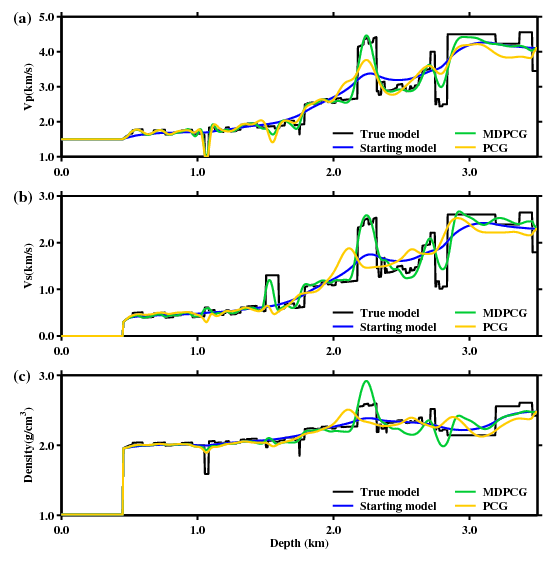 (a)
5.0
4.0
3.0
2.0
1.0
Vp(km/s)
True model
Starting model
MDPCG
PCG
0.0 1.0 2.0 3.0
(b)
3.0
2.0
1.0
0.0
Vs(km/s)
True model
Starting model
MDPCG
PCG
0.0 1.0 2.0 3.0
(c)
3.0
2.0
1.0
Density(g/cm³)
True model
Starting model
MDPCG
PCG
0.0 1.0 2.0 3.0
Depth (km)